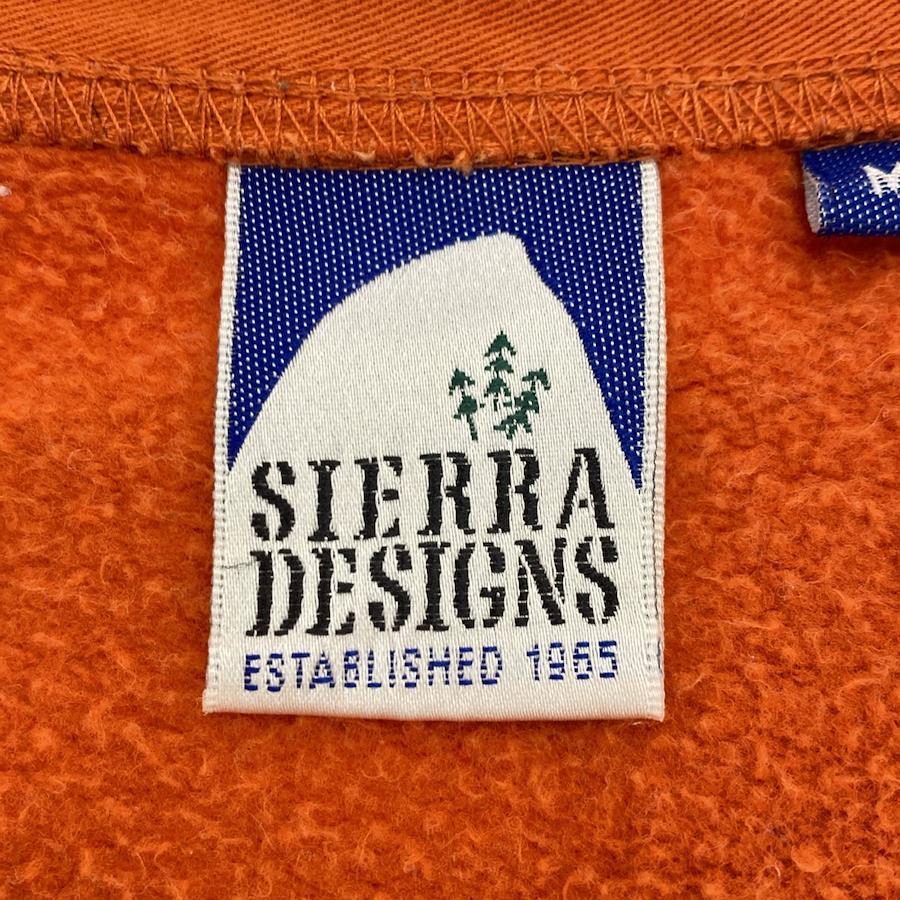 SIERRA
DESIGNS
ESTABLISHED 1965
M